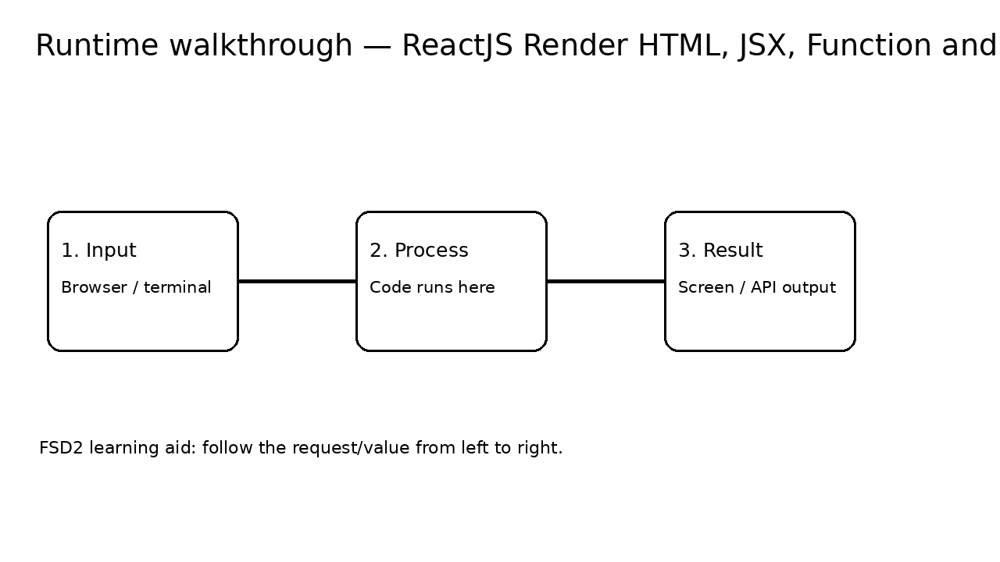 Runtime walkthrough — ReactJS Render HTML, JSX, Function and
1. Input
Browser / terminal
2. Process
Code runs here
3. Result
Screen / API output
FSD2 learning aid: follow the request/value from left to right.